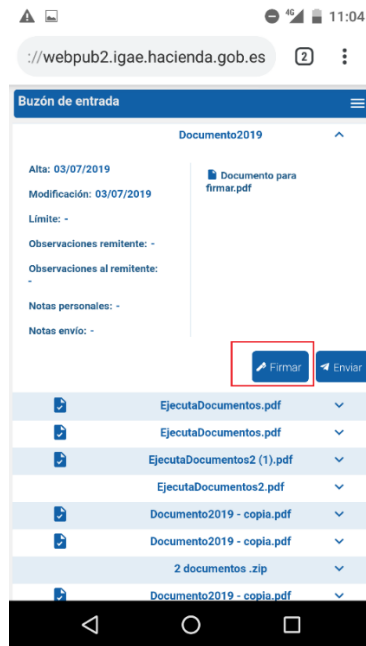 4G 11:04
://webpub2.igae.hacienda.gob.es 2
Buzón de entrada
Documento2019
Alta: 03/07/2019
Modificación: 03/07/2019
Límite: -
Observaciones remitente: -
Observaciones al remitente:
-
Notas personales: -
Notas envío: -
Documento para
firmar.pdf
Firmar Enviar
EjecutaDocumentos.pdf
EjecutaDocumentos.pdf
EjecutaDocumentos2 (1).pdf
EjecutaDocumentos2.pdf
Documento2019 - copia.pdf
Documento2019 - copia.pdf
2 documentos .zip
Documento2019 - copia.pdf